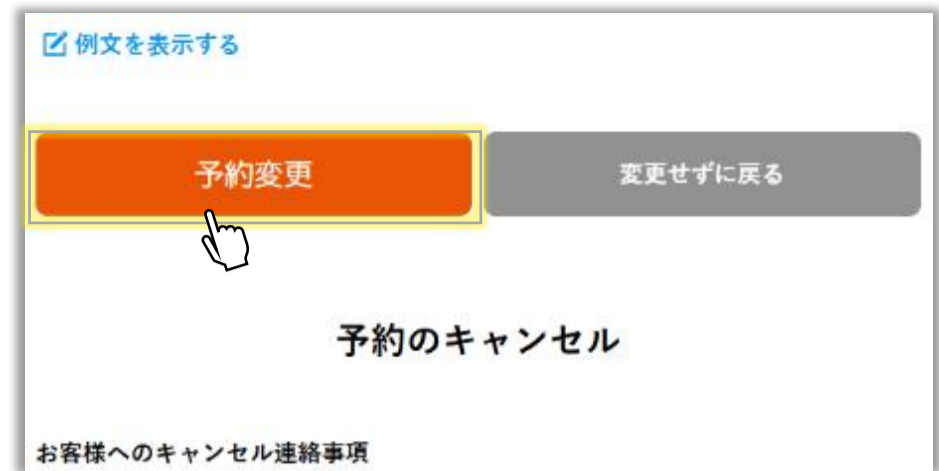 例文を表示する
予約変更
変更せずに戻る
予約のキャンセル
お客様へのキャンセル連絡事項